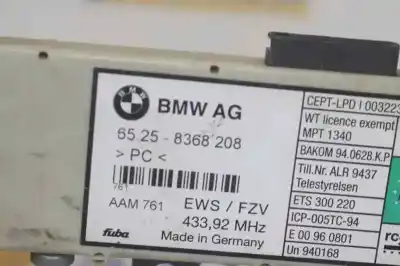 BMW AG
65 25 - 8368 208
> PC <
761
AAM 761 EWS / FZV
433,92 MHz
fuba Made in Germany
CEPT-LPD I 003223
WT licence exempt
MPT 1340
BAKOM 94.0628.K.P
Till.Nr. ALR 9437
Telestyrelsen
ETS 300 220
ICP-005TC-94
E 00 96 0801
Un 940168